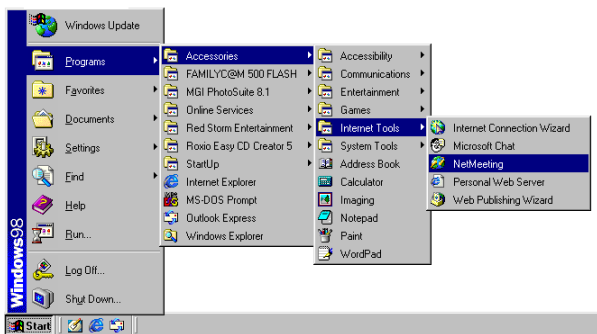 Windows Update
Programs
Favorites
Documents
Settings
Find
Help
Run...
Log Off...
Shut Down...
Windows98
Start
Accessories
FAMILYC@M 500 FLASH
MGI PhotoSuite 8.1
Online Services
Red Storm Entertainment
Roxio Easy CD Creator 5
StartUp
Internet Explorer
MS-DOS Prompt
Outlook Express
Windows Explorer
Accessibility
Communications
Entertainment
Games
Internet Tools
System Tools
Address Book
Calculator
Imaging
Notepad
Paint
WordPad
Internet Connection Wizard
Microsoft Chat
NetMeeting
Personal Web Server
Web Publishing Wizard